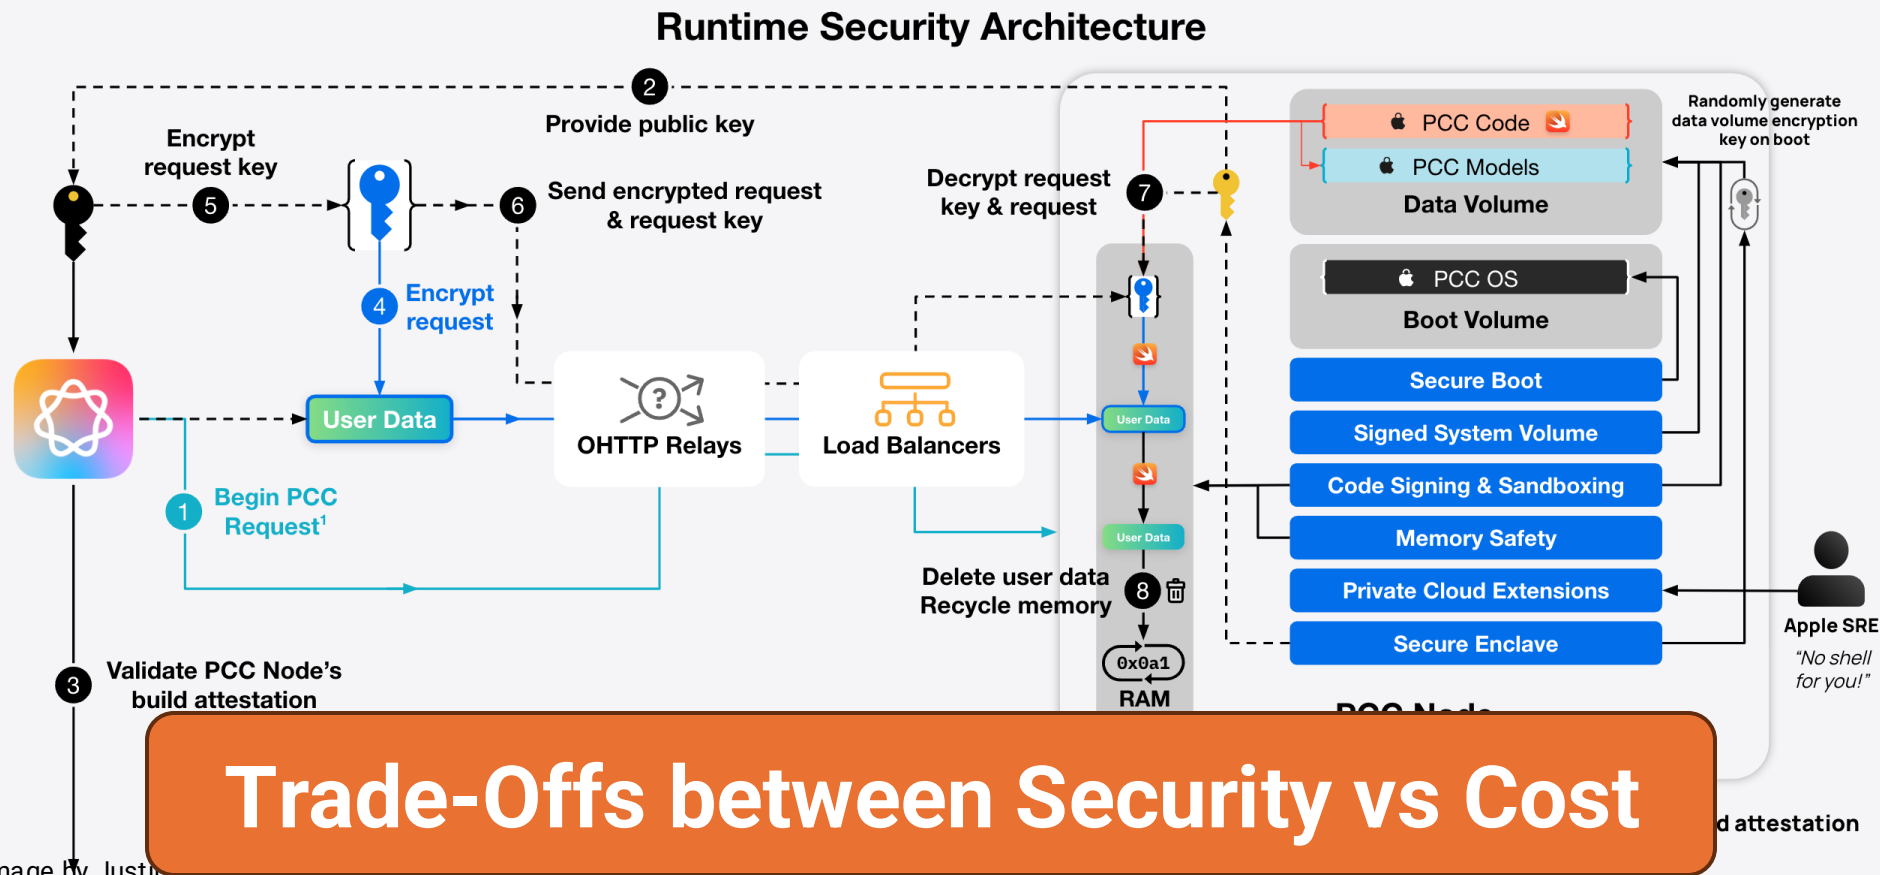 Runtime Security Architecture
2
Provide public key
Encrypt
request key
5
6
Send encrypted request
& request key
4
Encrypt
request
User Data
?
OHTTP Relays
Load Balancers
1
Begin PCC
Request¹
3
Validate PCC Node's
build attestation
Decrypt request
key & request
7
User Data
User Data
Delete user data
Recycle memory
8
0x0a1
RAM
PCC Code
PCC Models
Data Volume
PCC OS
Boot Volume
Secure Boot
Signed System Volume
Code Signing & Sandboxing
Memory Safety
Private Cloud Extensions
Secure Enclave
PCC Node
Randomly generate
data volume encryption
key on boot
Apple SRE
“No shell
for you!”
d attestation
Trade-Offs between Security vs Cost
mage by Justi